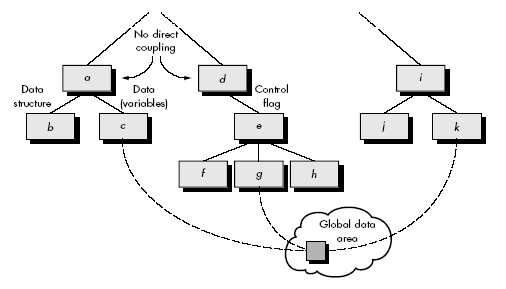 No direct
coupling
a
d
i
Data
structure
Data
(variables)
Control
flag
b
c
e
j
k
f
g
h
Global data
area